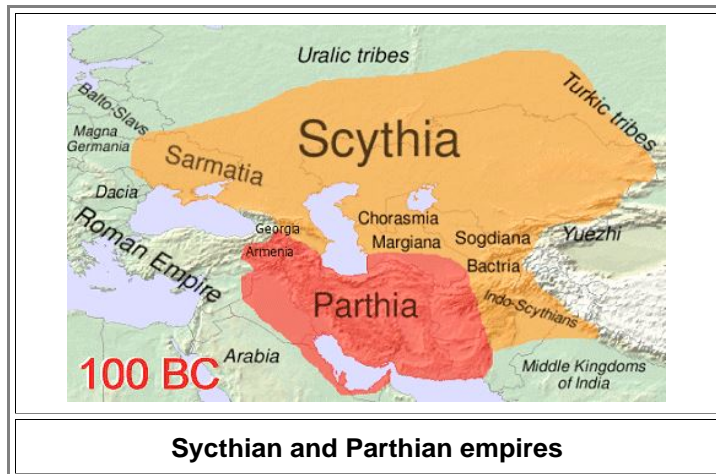 Uralic tribes
Turkic tribes
Balto-Slavs
Magna
Germania
Scythia
Sarmatia
Dacia
Roman Empire
Georgia
Armenia
Chorasmia
Margiana
Sogdiana
Yuezhi
Bactria
Parthia
Indo-Scythians
Arabia
100 BC
Middle Kingdoms
of India
Sycthian and Parthian empires